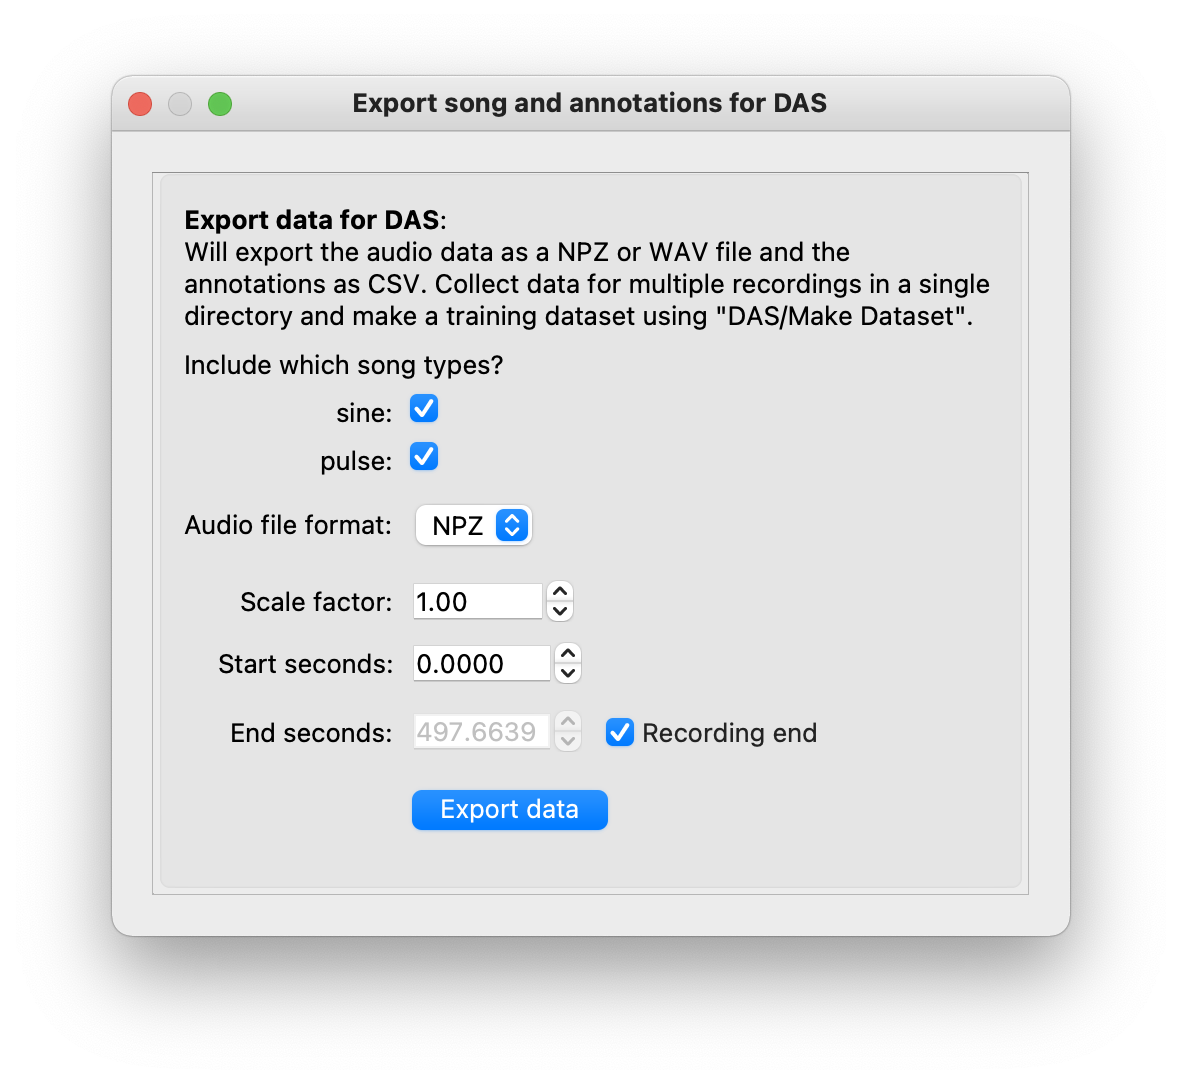 Export song and annotations for DAS
Export data for DAS:
Will export the audio data as a NPZ or WAV file and the
annotations as CSV. Collect data for multiple recordings in a single
directory and make a training dataset using "DAS/Make Dataset".
Include which song types?
sine:
pulse:
Audio file format: NPZ
Scale factor: 1.00
Start seconds: 0.0000
End seconds: 497.6639 Recording end
Export data